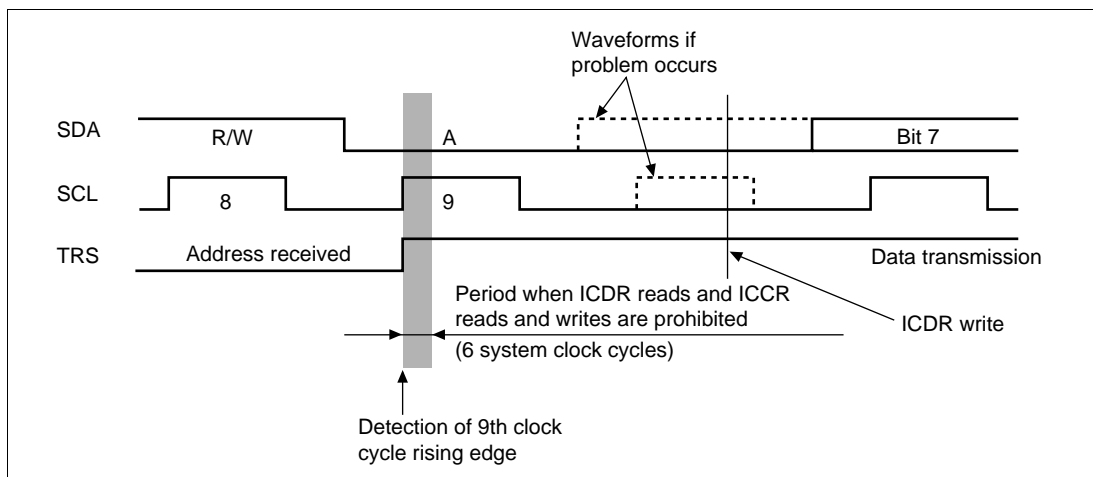 Waveforms if
problem occurs
SDA
R/W
A
Bit 7
SCL
8
9
TRS
Address received
Data transmission
Period when ICDR reads and ICCR
reads and writes are prohibited
(6 system clock cycles)
ICDR write
Detection of 9th clock
cycle rising edge